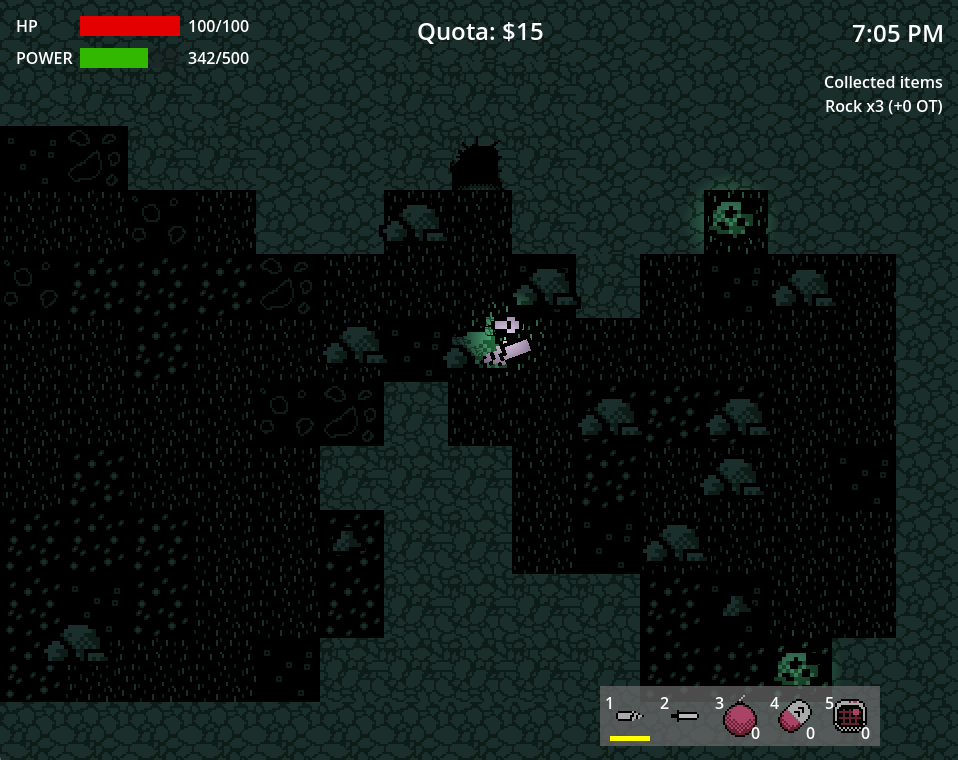 HP 100/100
POWER 342/500
Quota: $15
7:05 PM
Collected items
Rock x3 (+0 OT)
1 2 3 4 5
0 0 0